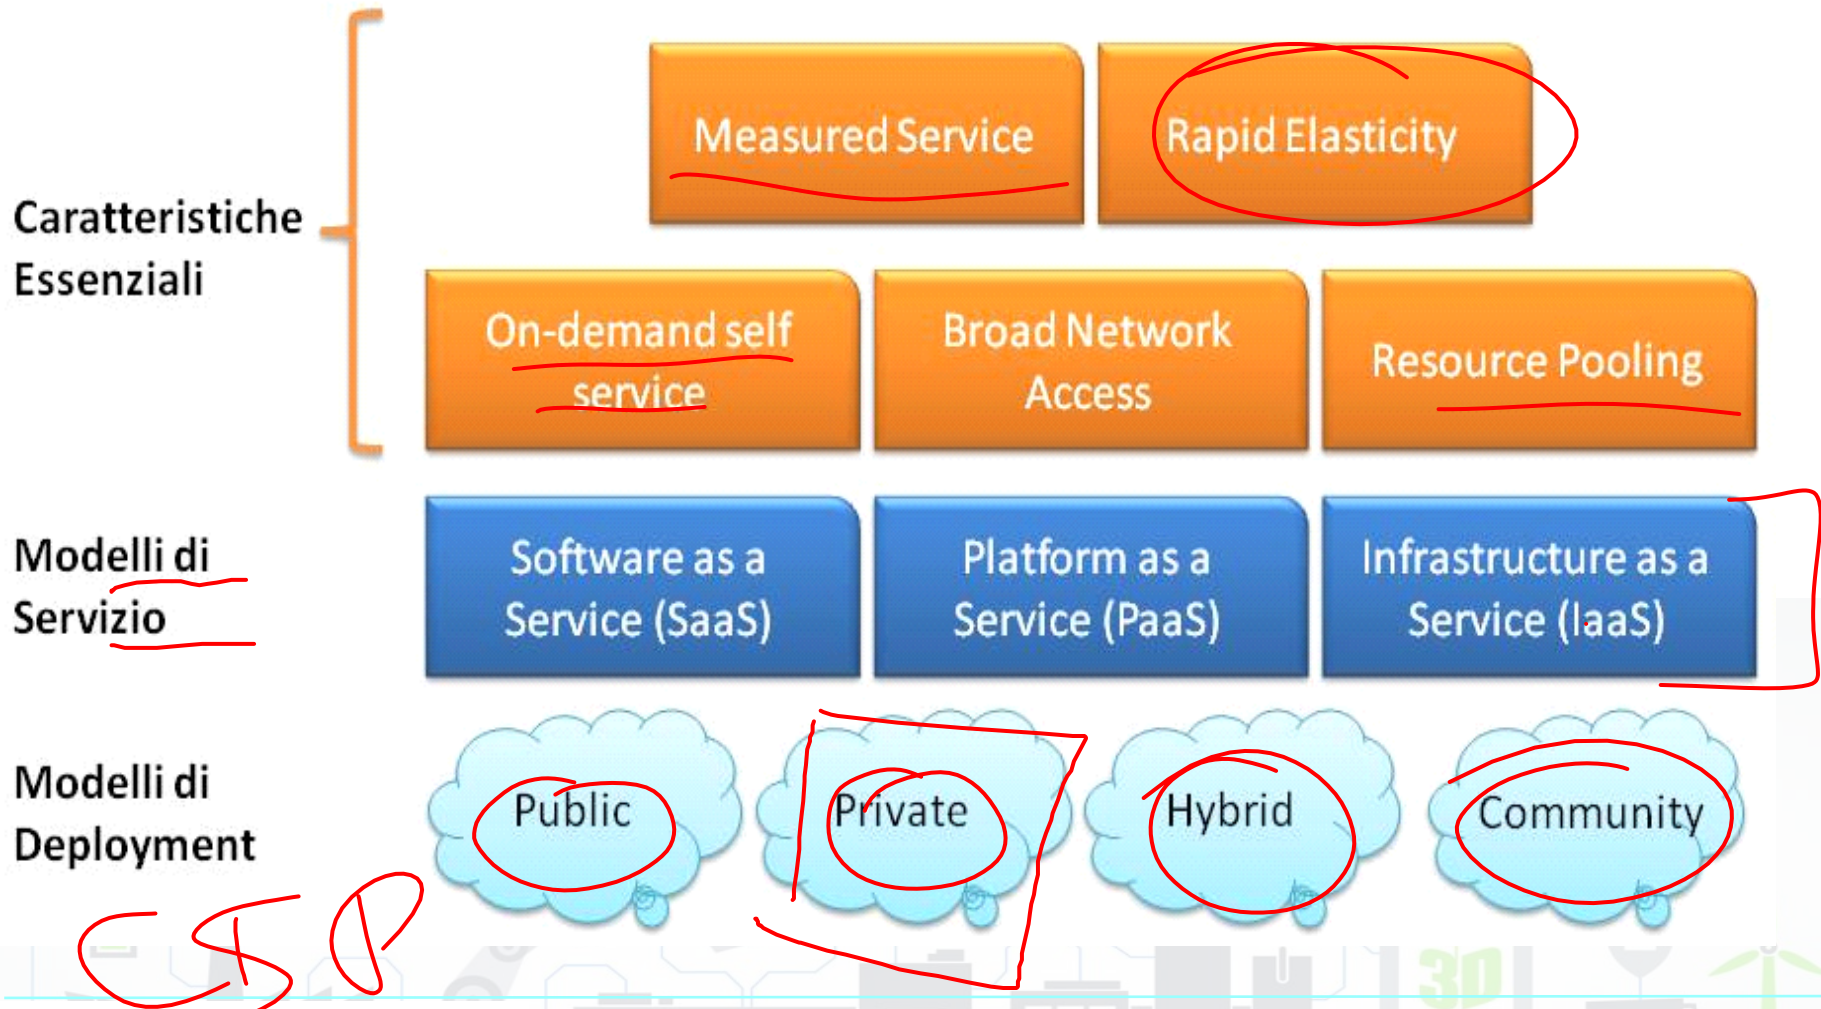 Measured Service
Rapid Elasticity
Caratteristiche
Essenziali
On-demand self
service
Broad Network
Access
Resource Pooling
Modelli di
Servizio
Software as a
Service (SaaS)
Platform as a
Service (PaaS)
Infrastructure as a
Service (IaaS)
Modelli di
Deployment
Public
Private
Hybrid
Community
CSP
3D